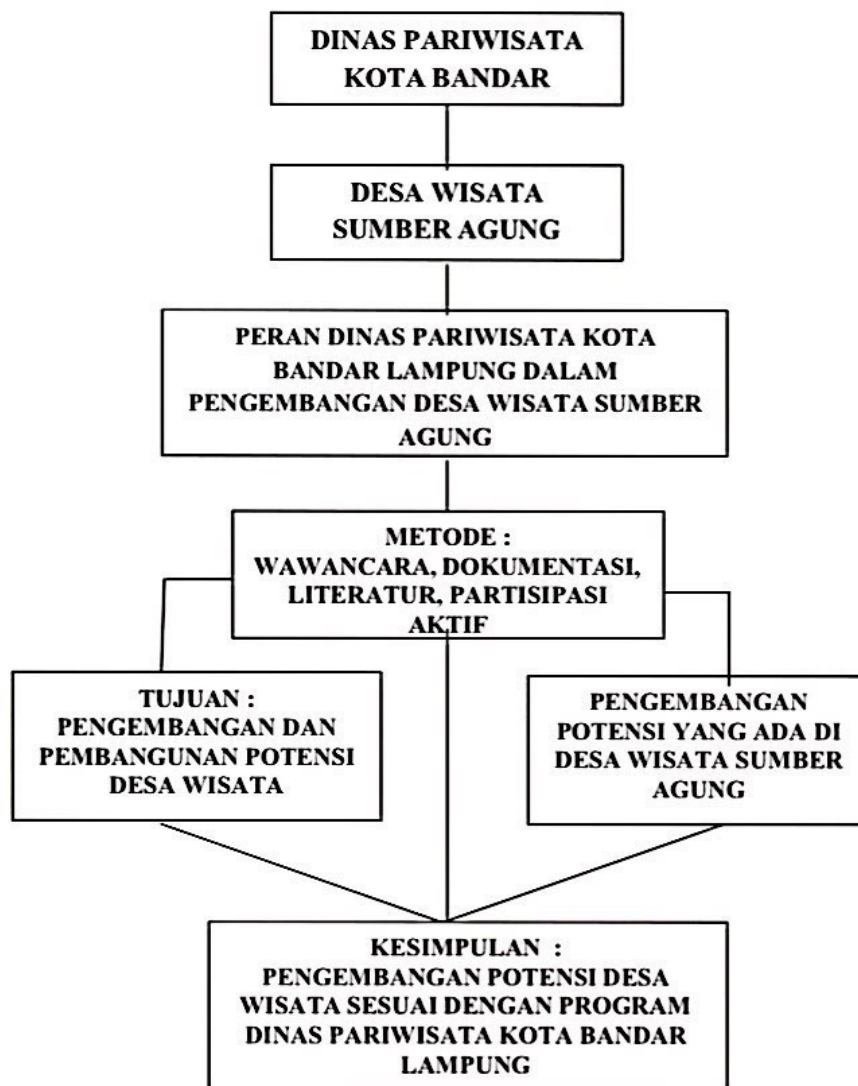 DINAS PARIWISATA
KOTA BANDAR
DESA WISATA
SUMBER AGUNG
PERAN DINAS PARIWISATA KOTA
BANDAR LAMPUNG DALAM
PENGEMBANGAN DESA WISATA SUMBER
AGUNG
METODE :
WAWANCARA, DOKUMENTASI,
LITERATUR, PARTISIPASI
AKTIF
TUJUAN :
PENGEMBANGAN DAN
PEMBANGUNAN POTENSI
DESA WISATA
PENGEMBANGAN
POTENSI YANG ADA DI
DESA WISATA SUMBER
AGUNG
KESIMPULAN :
PENGEMBANGAN POTENSI DESA
WISATA SESUAI DENGAN PROGRAM
DINAS PARIWISATA KOTA BANDAR
LAMPUNG